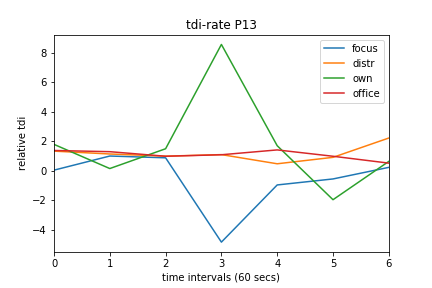 tdi-rate P13
focus
distr
own
office
relative tdi
8
6
4
2
0
−2
−4
0 1 2 3 4 5 6
time intervals (60 secs)